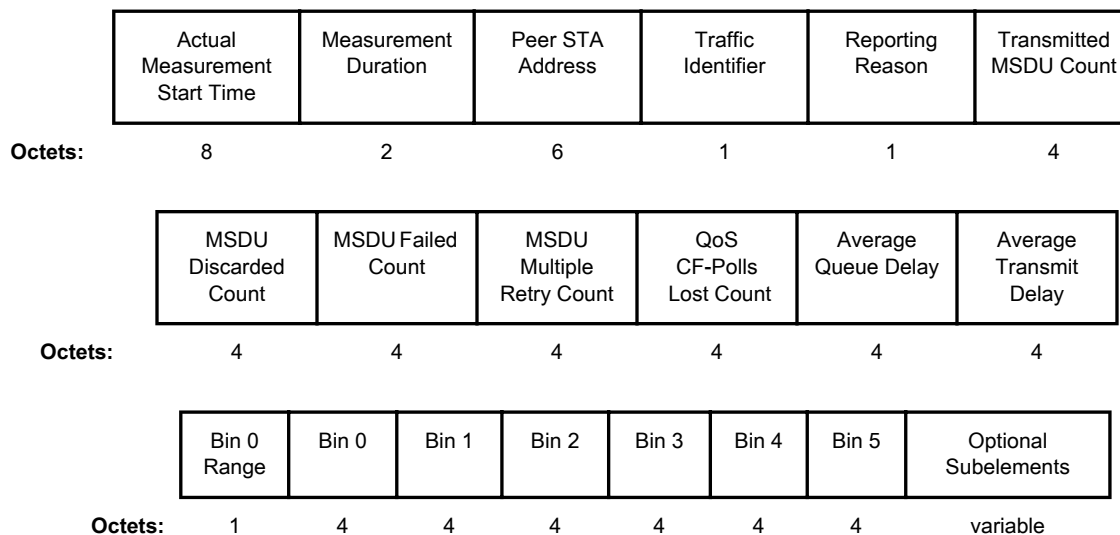 Actual Measurement Start Time
Measurement Duration
Peer STA Address
Traffic Identifier
Reporting Reason
Transmitted MSDU Count
Octets: 8 2 6 1 1 4
MSDU Discarded Count
MSDU Failed Count
MSDU Multiple Retry Count
QoS CF-Polls Lost Count
Average Queue Delay
Average Transmit Delay
Octets: 4 4 4 4 4 4
Bin 0 Range
Bin 0
Bin 1
Bin 2
Bin 3
Bin 4
Bin 5
Optional Subelements
Octets: 1 4 4 4 4 4 4 variable